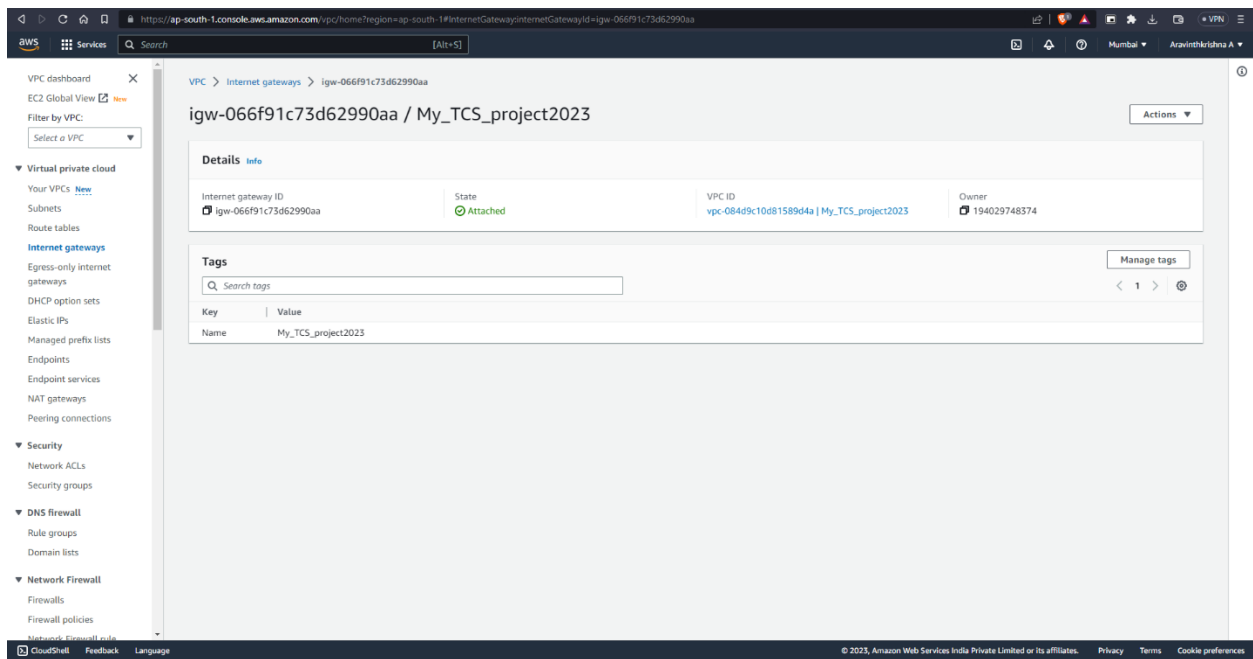 https://ap-south-1.console.aws.amazon.com/vpc/home?region=ap-south-1#InternetGateway:internetGatewayId=igw-066f91c73d62990aa
VPN
aws Services Search [Alt+S] Mumbai Aravinthkrishna A
VPC dashboard
EC2 Global View New
Filter by VPC:
Select a VPC
Virtual private cloud
Your VPCs New
Subnets
Route tables
Internet gateways
Egress-only internet
gateways
DHCP option sets
Elastic IPs
Managed prefix lists
Endpoints
Endpoint services
NAT gateways
Peering connections
Security
Network ACLs
Security groups
DNS firewall
Rule groups
Domain lists
Network Firewall
Firewalls
Firewall policies
Network Firewall rule
VPC > Internet gateways > igw-066f91c73d62990aa
igw-066f91c73d62990aa / My_TCS_project2023
Actions
Details Info
Internet gateway ID
igw-066f91c73d62990aa
State
Attached
VPC ID
vpc-084d9c10d81589d4a | My_TCS_project2023
Owner
194029748374
Tags
Manage tags
Search tags
1
Key Value
Name My_TCS_project2023
CloudShell Feedback Language © 2023, Amazon Web Services India Private Limited or its affiliates. Privacy Terms Cookie preferences